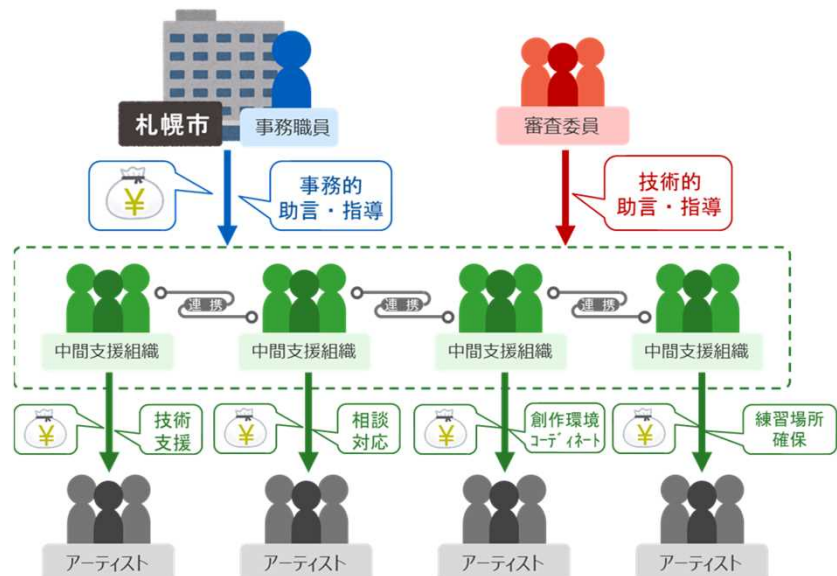 札幌市
事務職員
審査委員
¥
事務的
助言・指導
技術的
助言・指導
連携
連携
連携
中間支援組織
中間支援組織
中間支援組織
中間支援組織
¥
技術
支援
¥
相談
対応
¥
創作環境
コーディネート
¥
練習場所
確保
アーティスト
アーティスト
アーティスト
アーティスト